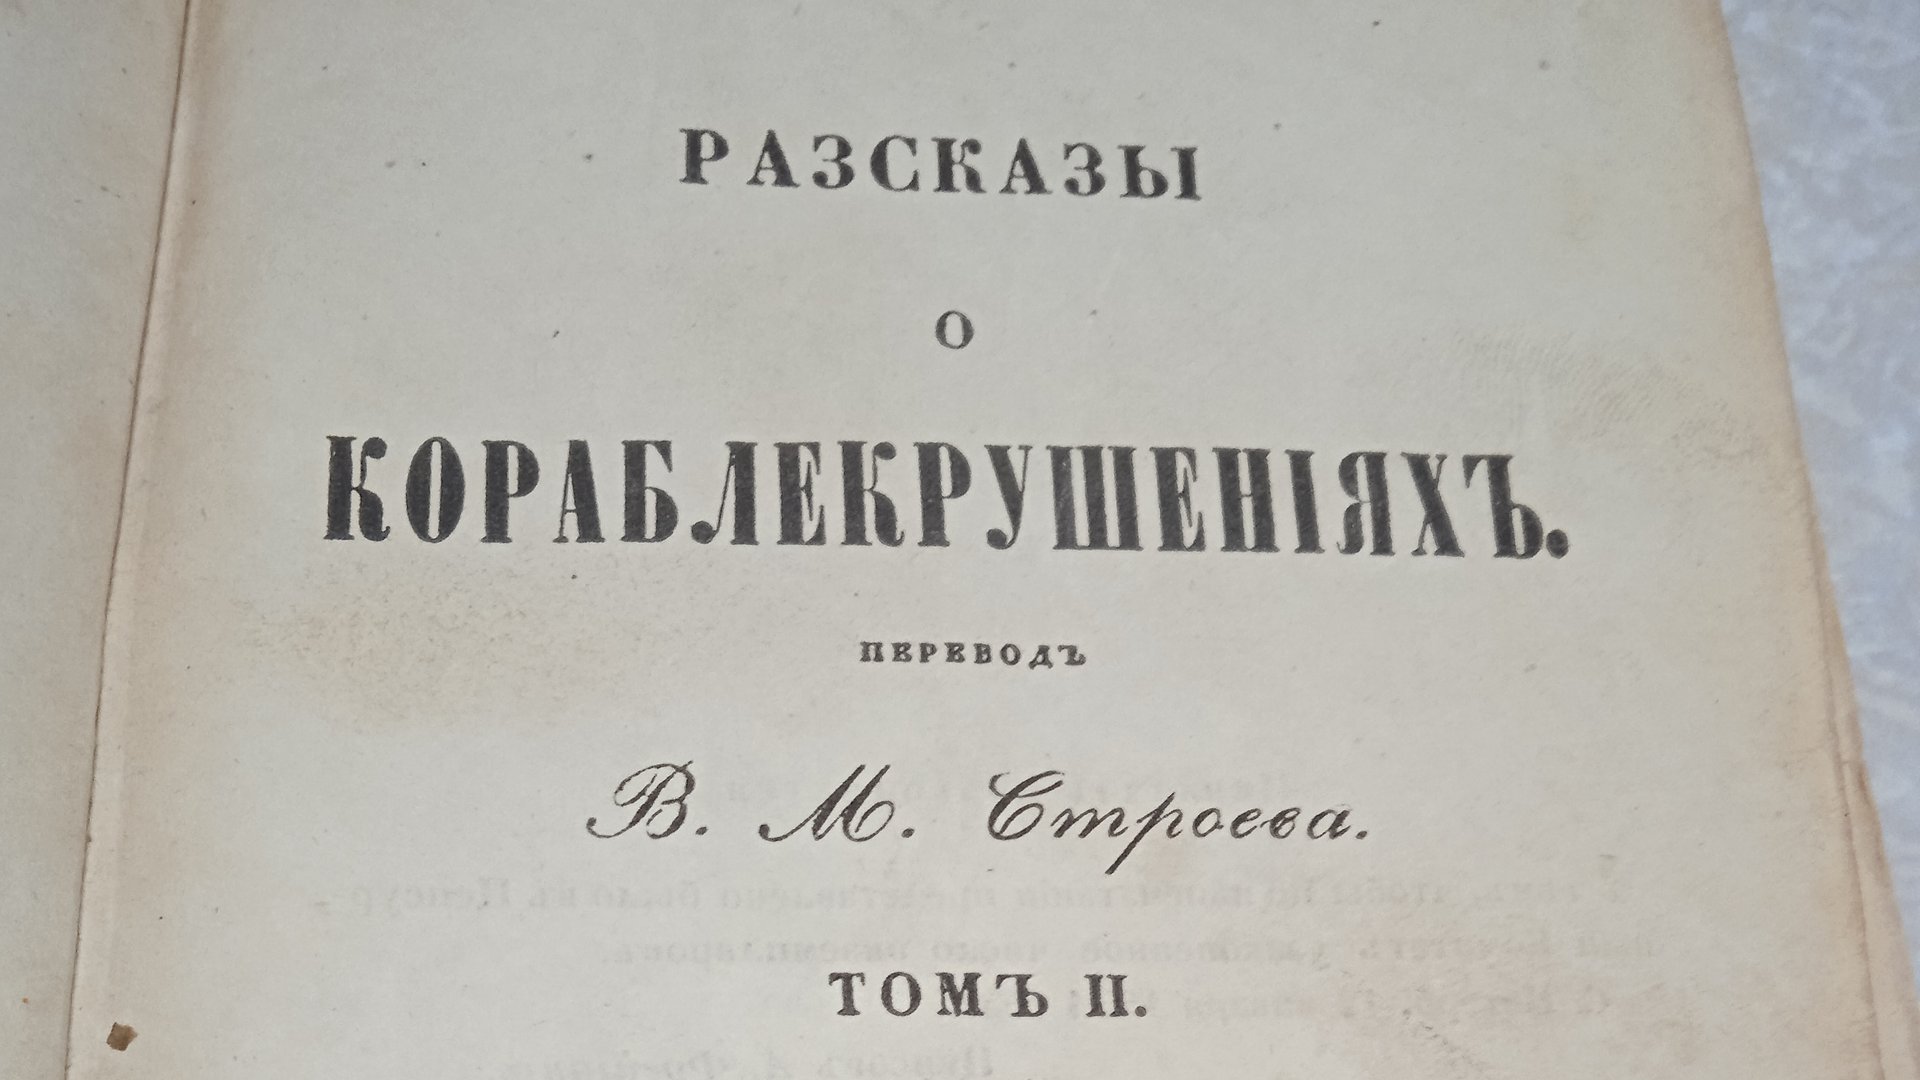 РАЗСКАЗЫ
О
КОРАБЛЕКРУШЕНІЯХЪ.
ПЕРЕВОДЪ
В. М. Строева.
ТОМЪ II.